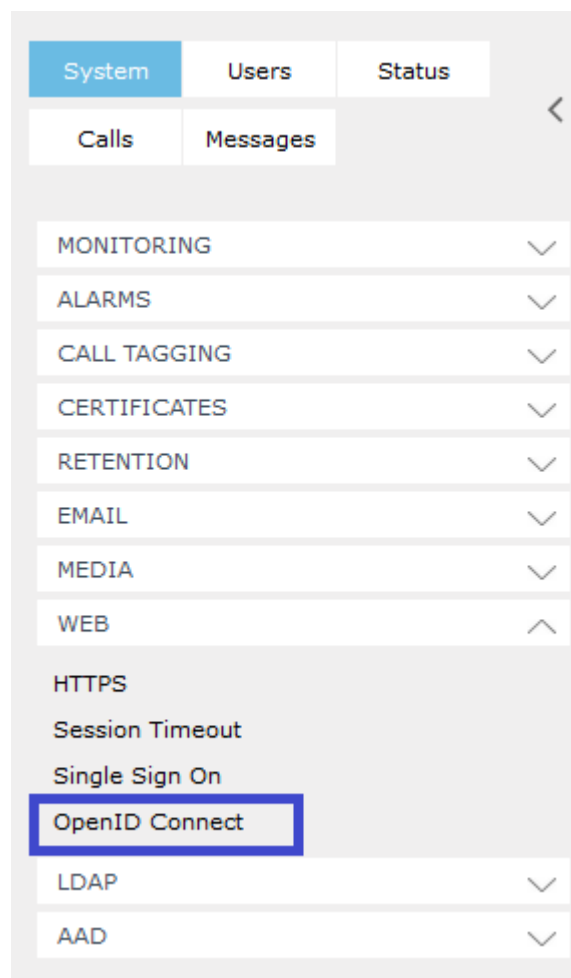 System Users Status
Calls Messages
MONITORING
ALARMS
CALL TAGGING
CERTIFICATES
RETENTION
EMAIL
MEDIA
WEB
HTTPS
Session Timeout
Single Sign On
OpenID Connect
LDAP
AAD